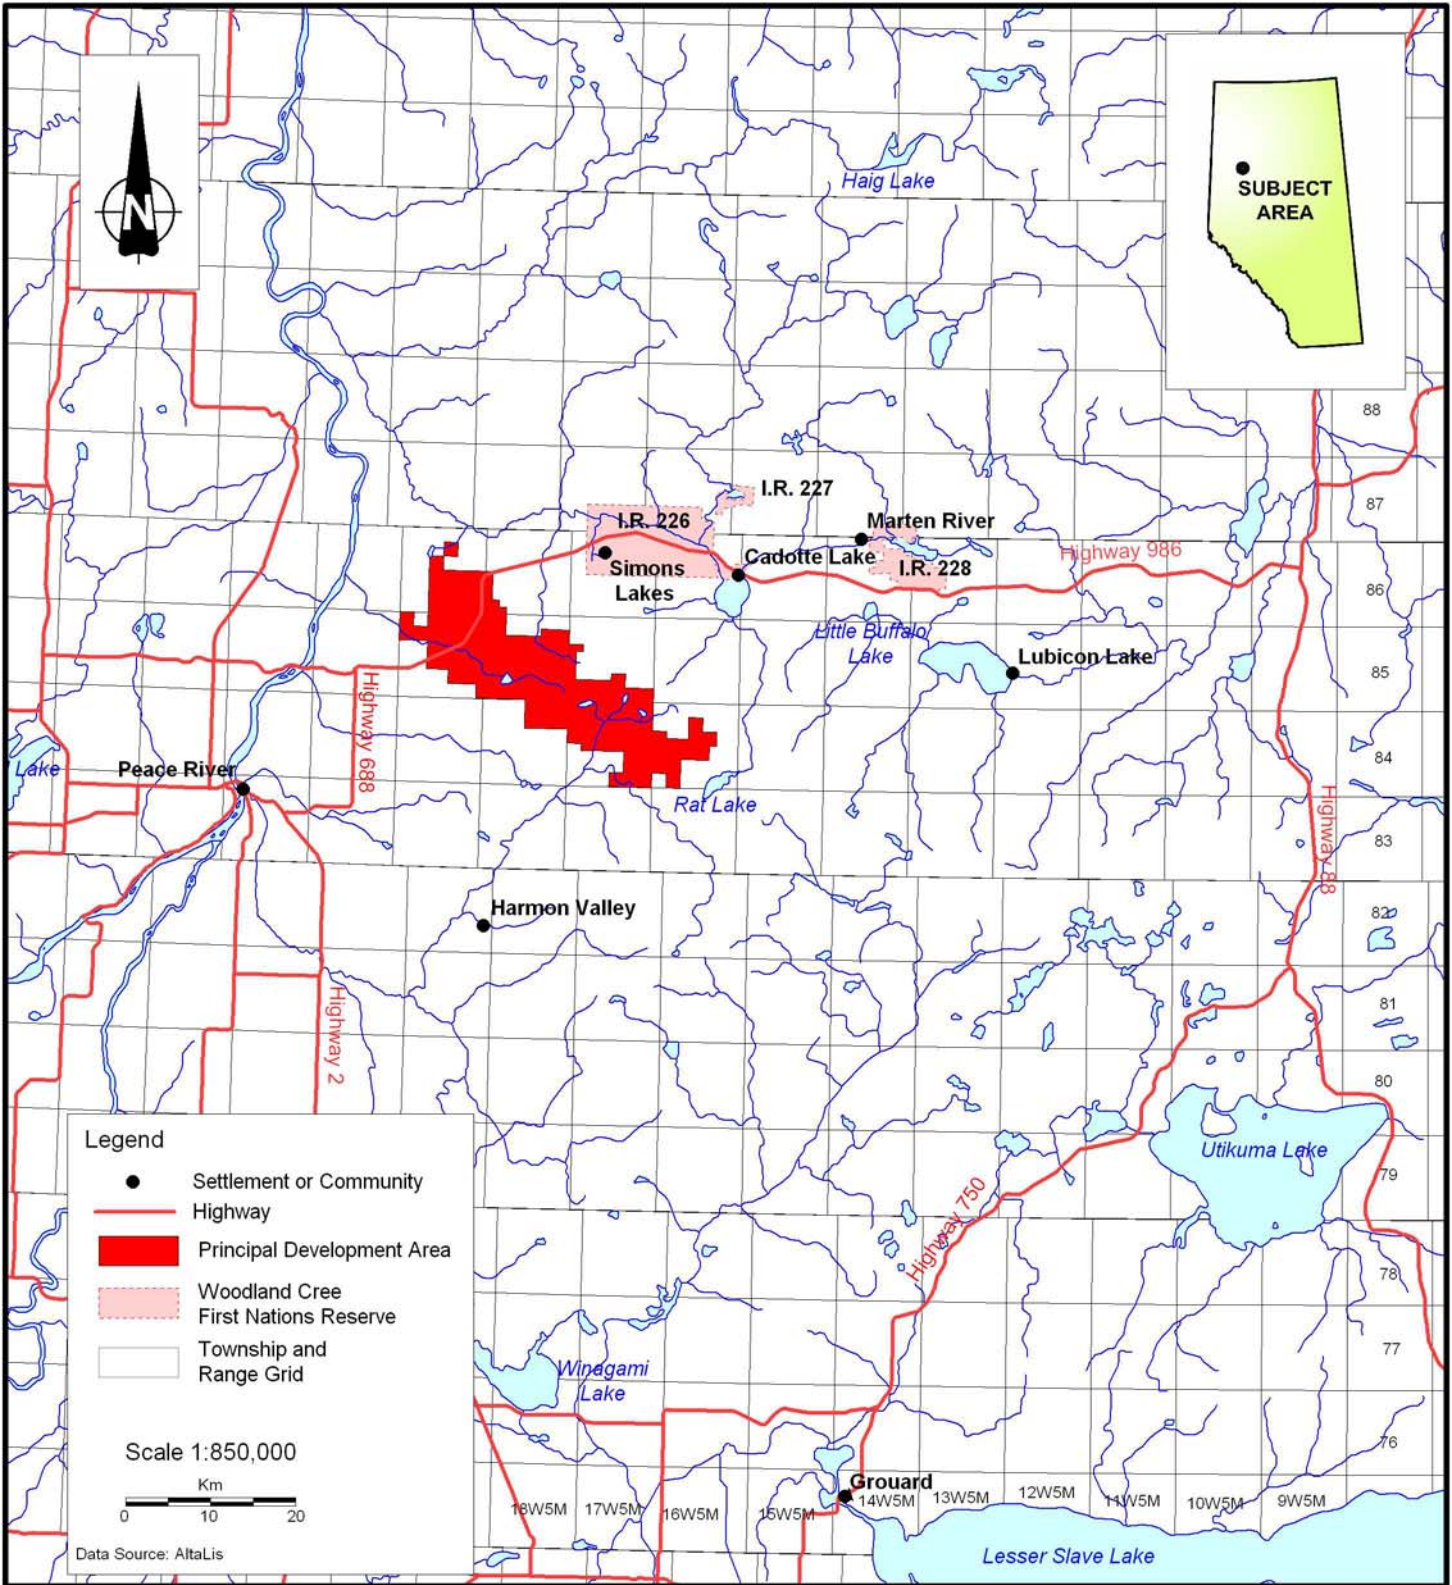 N
SUBJECT
AREA
Haig Lake
88
87
I.R. 227
I.R. 226
Marten River
Highway 986
Cadotte Lake
Simons
Lakes
I.R. 228
86
Little Buffalo
Lake
Lubicon Lake
85
Highway 688
84
Lake
Peace River
Rat Lake
Highway 88
83
Harmon Valley
82
81
Highway 2
80
Utikuma Lake
79
Highway 750
78
77
Winagami
Lake
76
Grouard
18W5M
17W5M
16W5M
15W5M
14W5M
13W5M
12W5M
11W5M
10W5M
9W5M
Lesser Slave Lake
Legend
Settlement or Community
Highway
Principal Development Area
Woodland Cree
First Nations Reserve
Township and
Range Grid
Scale 1:850,000
Km
0 10 20
Data Source: AltaLis